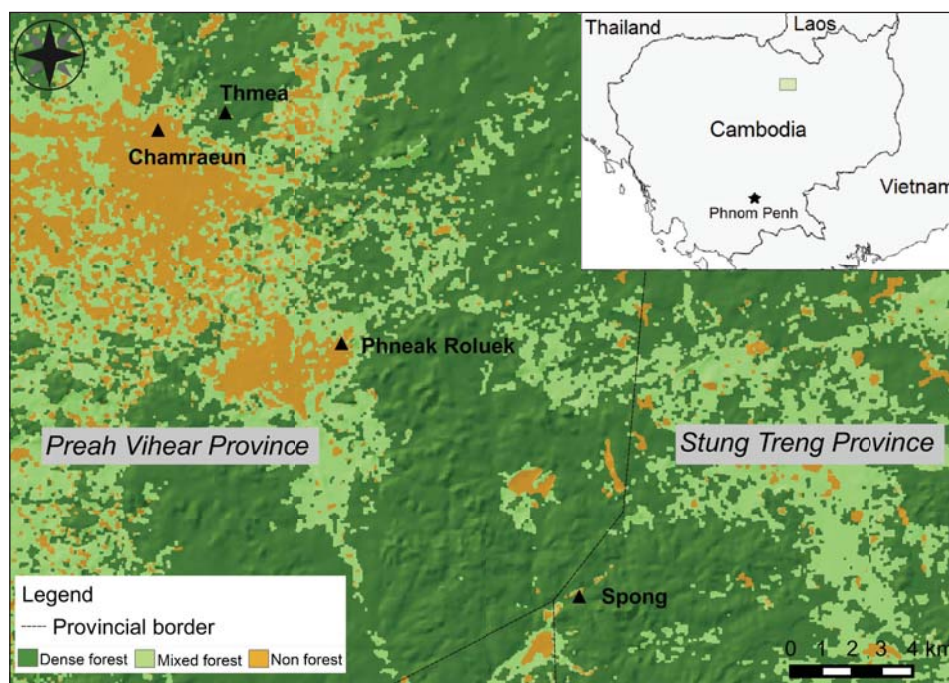 Thailand
Laos
Cambodia
Vietnam
Phnom Penh
Thmea
Chamraeun
Phneak Roluek
Preah Vihear Province
Stung Treng Province
Spong
Legend
Provincial border
Dense forest Mixed forest Non forest
0 1 2 3 4 km